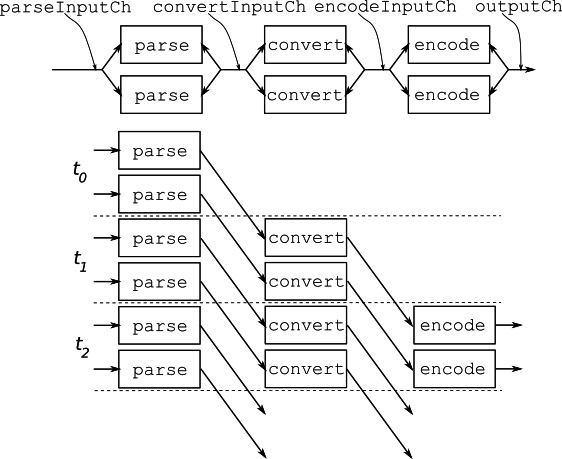 parseInputCh convertInputCh encodeInputCh outputCh
parse convert encode
parse convert encode
parse
t0
parse
parse convert
t1
parse convert
parse convert encode
t2
parse convert encode